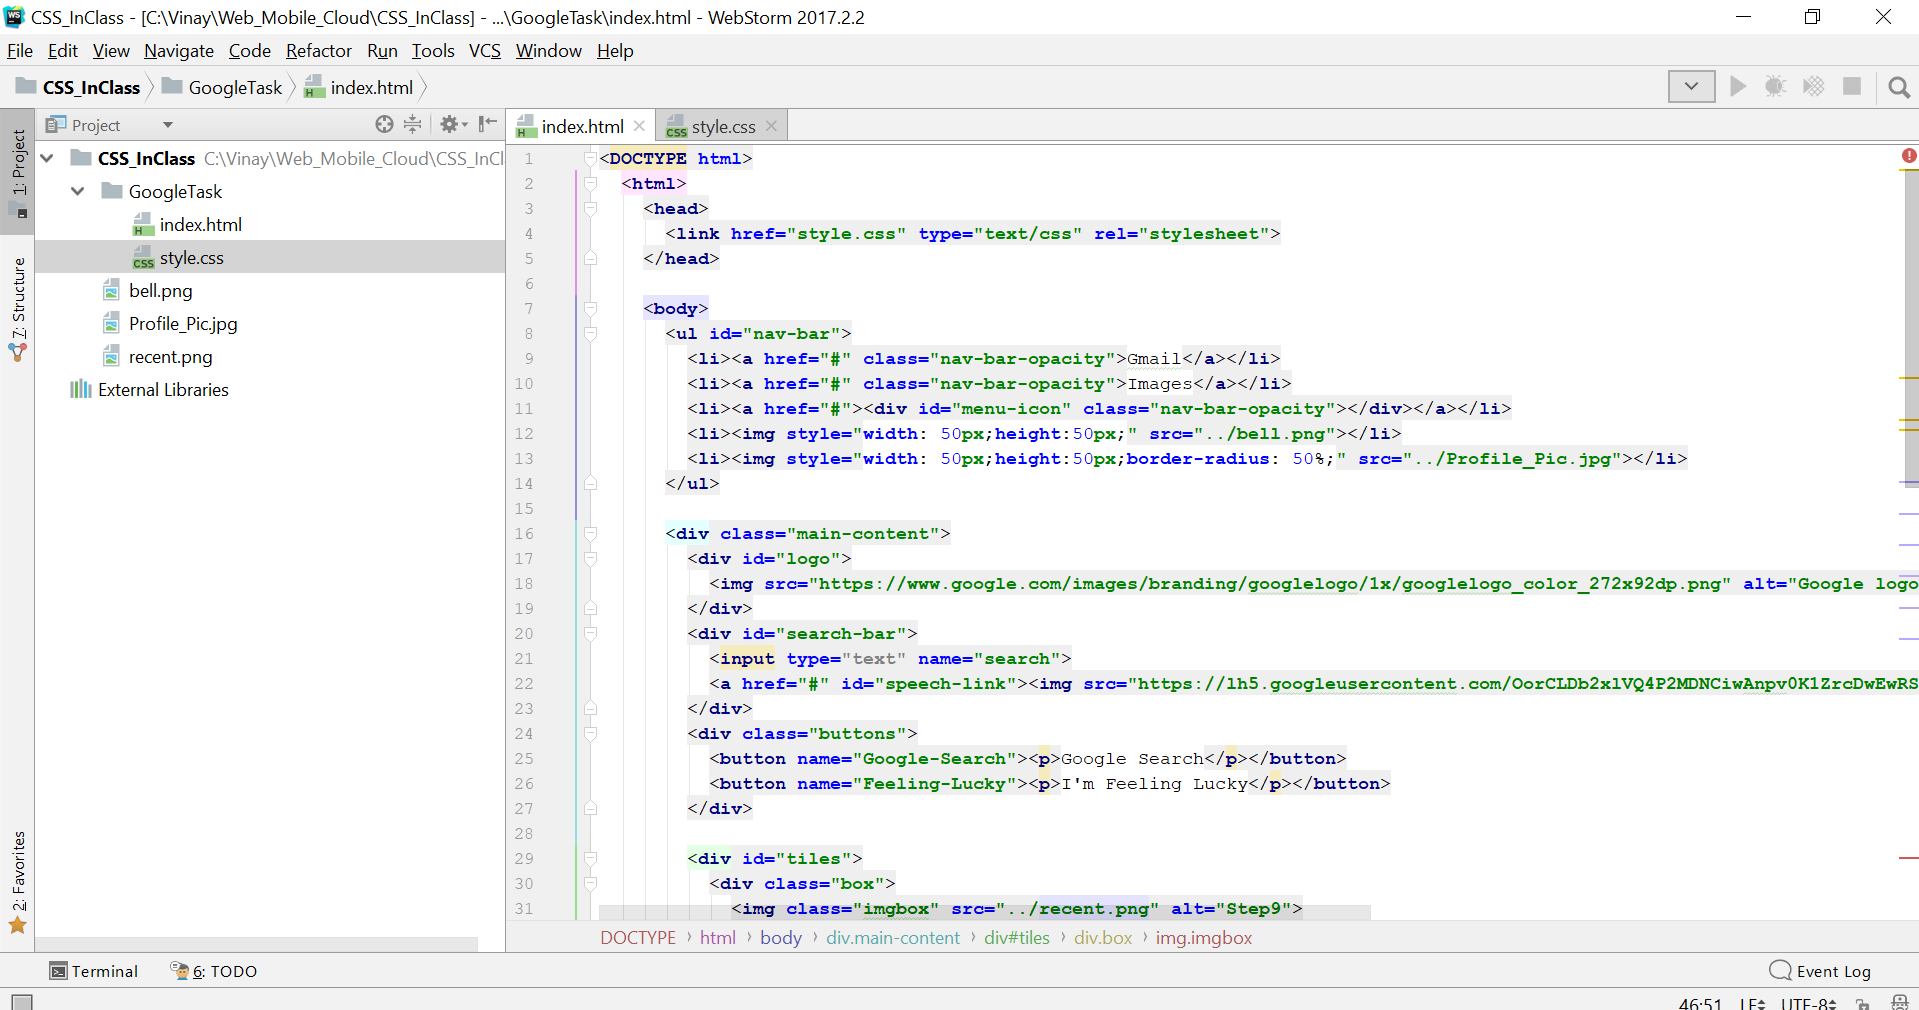 CSS_InClass - [C:\Vinay\Web_Mobile_Cloud\CSS_InClass] - ...\GoogleTask\index.html - WebStorm 2017.2.2
File Edit View Navigate Code Refactor Run Tools VCS Window Help
CSS_InClass GoogleTask index.html
Project
index.html style.css
1: Project
7: Structure
2: Favorites
CSS_InClass C:\Vinay\Web_Mobile_Cloud\CSS_InCl
GoogleTask
index.html
style.css
bell.png
Profile_Pic.jpg
recent.png
External Libraries
1 <DOCTYPE html>
2 <html>
3 <head>
4 <link href="style.css" type="text/css" rel="stylesheet">
5 </head>
6
7 <body>
8 <ul id="nav-bar">
9 <li><a href="#" class="nav-bar-opacity">Gmail</a></li>
10 <li><a href="#" class="nav-bar-opacity">Images</a></li>
11 <li><a href="#"><div id="menu-icon" class="nav-bar-opacity"></div></a></li>
12 <li><img style="width: 50px;height:50px;" src="../bell.png"></li>
13 <li><img style="width: 50px;height:50px;border-radius: 50%;" src="../Profile_Pic.jpg"></li>
14 </ul>
15
16 <div class="main-content">
17 <div id="logo">
18 <img src="https://www.google.com/images/branding/googlelogo/1x/googlelogo_color_272x92dp.png" alt="Google logo
19 </div>
20 <div id="search-bar">
21 <input type="text" name="search">
22 <a href="#" id="speech-link"><img src="https://lh5.googleusercontent.com/OorCLDb2xlVQ4P2MDNCiwAnpv0K1ZrcDwEwRS
23 </div>
24 <div class="buttons">
25 <button name="Google-Search"><p>Google Search</p></button>
26 <button name="Feeling-Lucky"><p>I'm Feeling Lucky</p></button>
27 </div>
28
29 <div id="tiles">
30 <div class="box">
31 <img class="imgbox" src="../recent.png" alt="Step9">
DOCTYPE html body div.main-content div#tiles div.box img.imgbox
Terminal 6: TODO Event Log
46:51 LF UTF-8